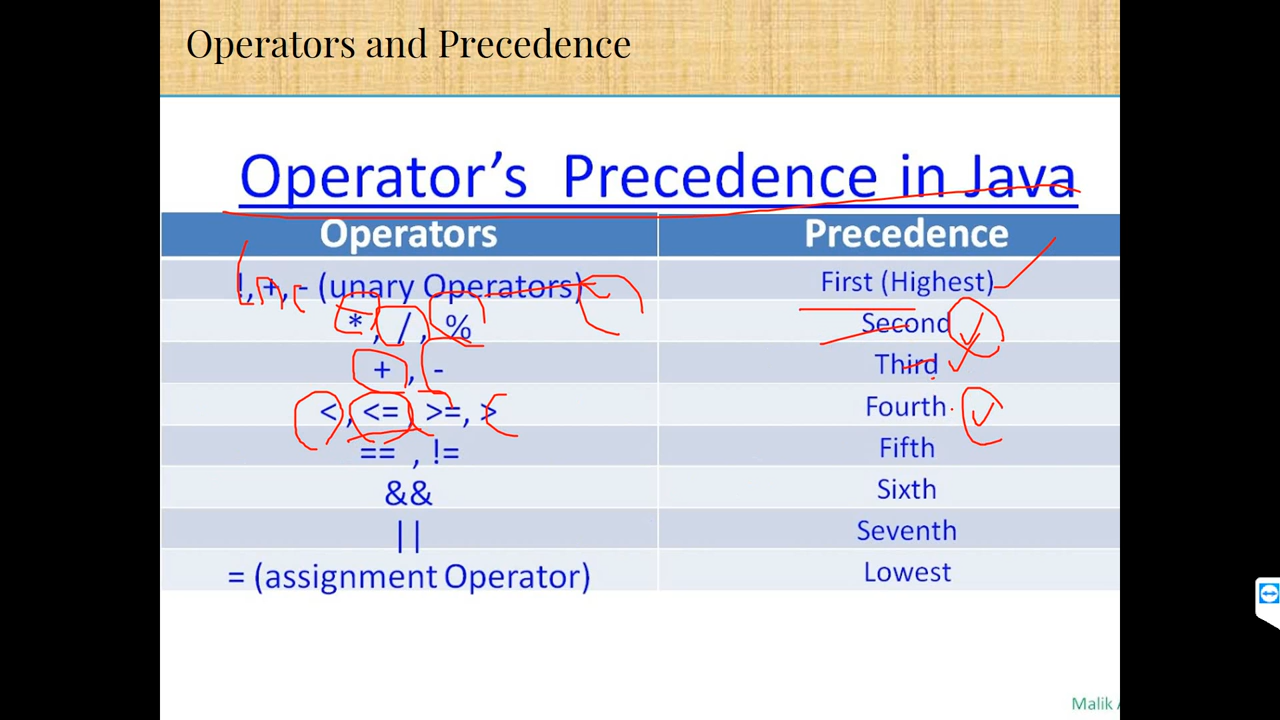 Operators and Precedence
Operator's Precedence in Java
Operators Precedence
!, +, - (unary Operators) First (Highest)
*, /, % Second
+ , - Third
<, <=, >=, > Fourth
== , != Fifth
&& Sixth
|| Seventh
= (assignment Operator) Lowest
Malik